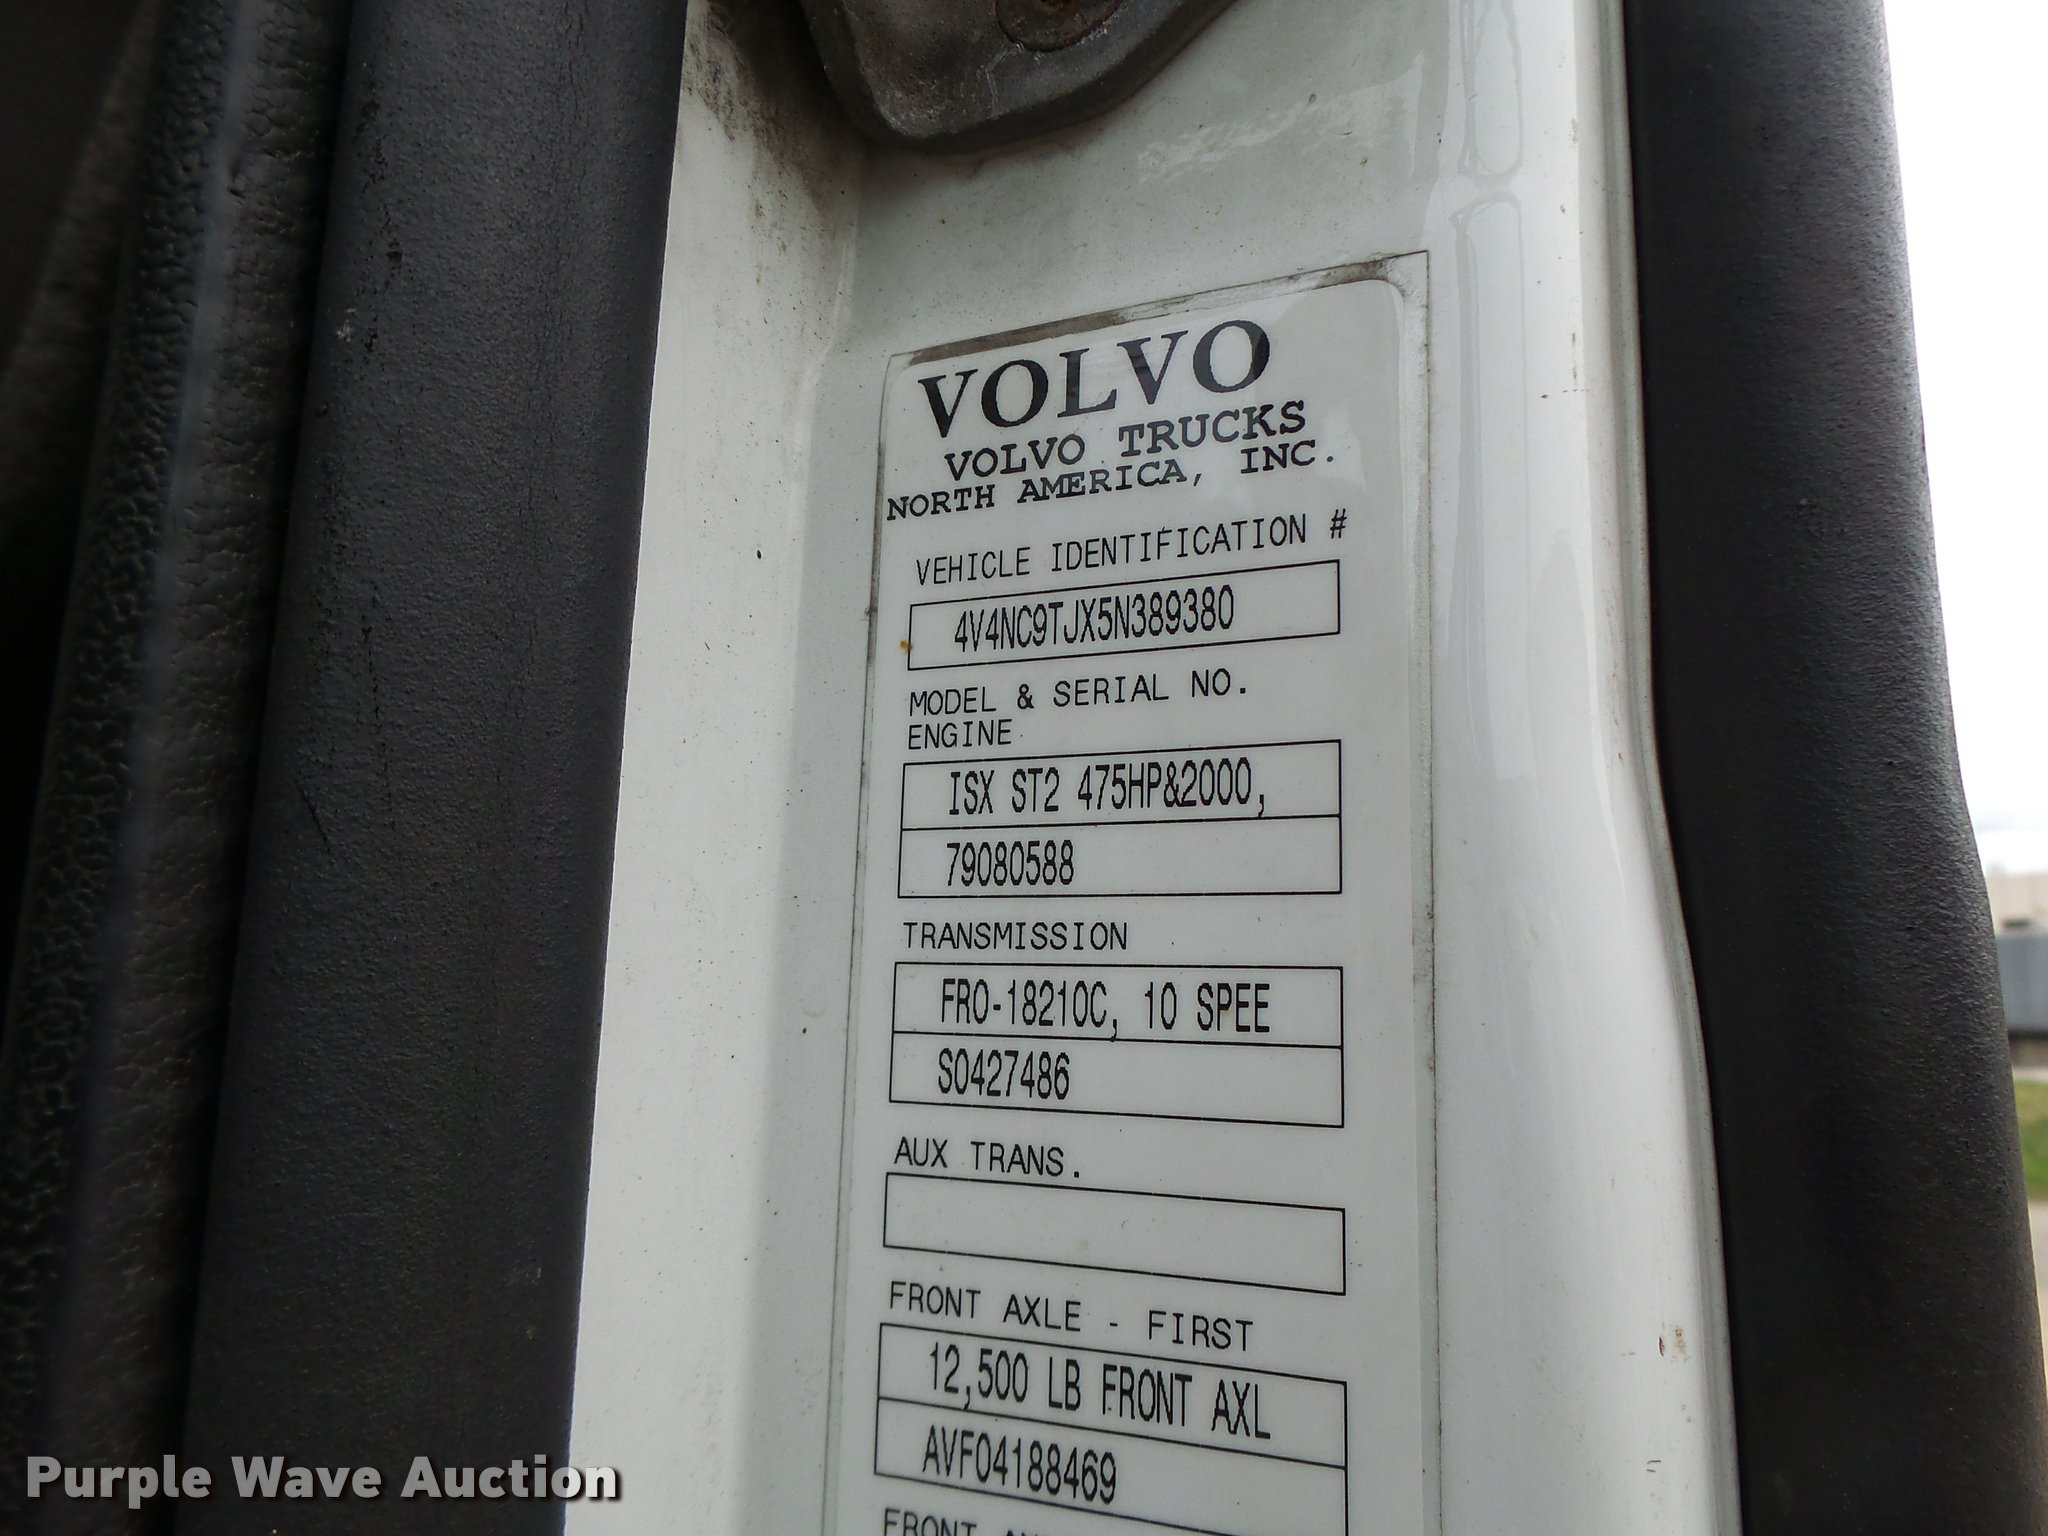 VOLVO
VOLVO TRUCKS
NORTH AMERICA, INC.
VEHICLE IDENTIFICATION #
4V4NC9TJX5N389380
MODEL & SERIAL NO.
ENGINE
ISX ST2 475HP&2000,
79080588
TRANSMISSION
FRO-18210C, 10 SPEE
S0427486
AUX TRANS.
FRONT AXLE - FIRST
12,500 LB FRONT AXL
AVF04188469
FRONT
Purple Wave Auction